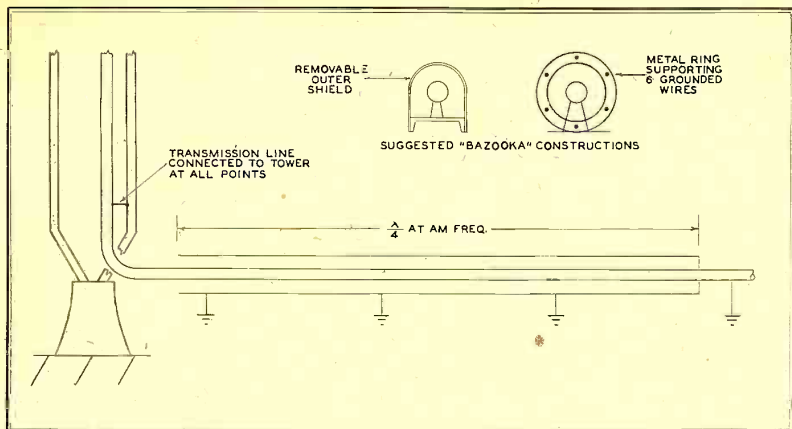 REMOVABLE
OUTER
SHIELD
METAL RING
SUPPORTING
6 GROUNDED
WIRES
SUGGESTED "BAZOOKA" CONSTRUCTIONS
TRANSMISSION LINE
CONNECTED TO TOWER
AT ALL POINTS
λ/4 AT AM FREQ.